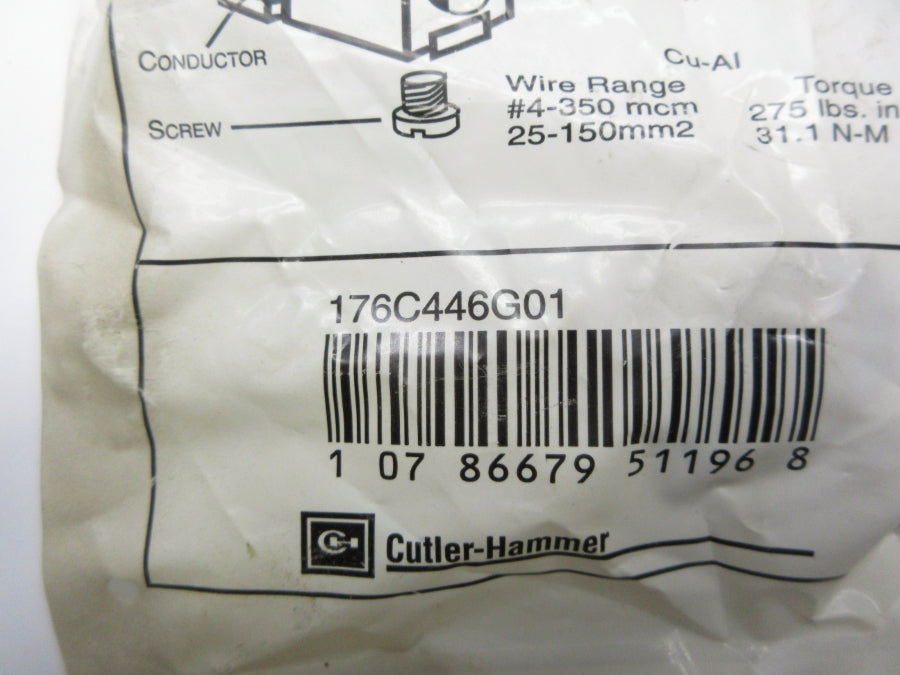 CONDUCTOR
SCREW
Cu-Al
Wire Range Torque
#4-350 mcm 275 lbs. in
25-150mm2 31.1 N-M
176C446G01
1 07 86679 51196 8
Cutler-Hammer